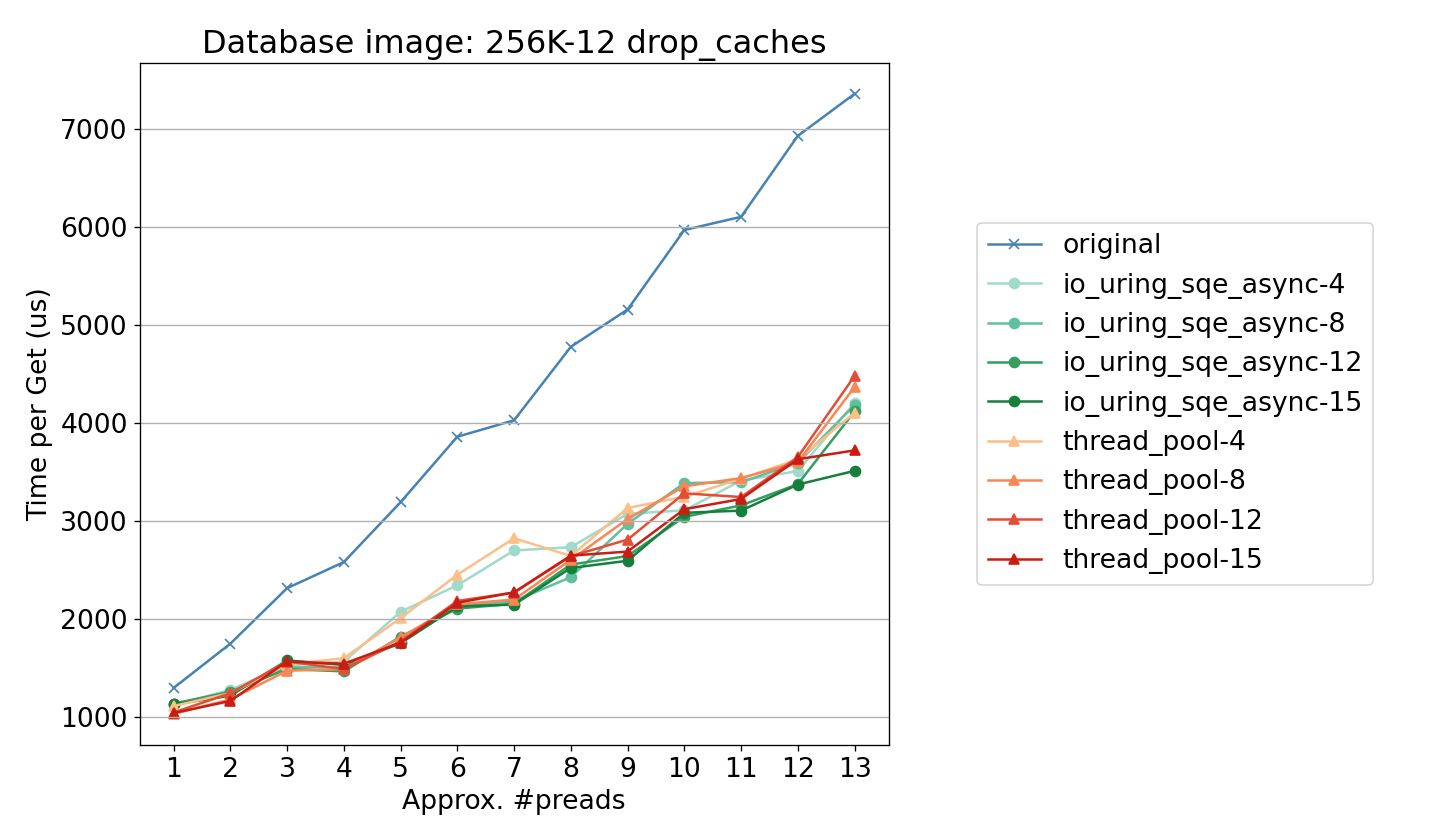 Database image: 256K-12 drop_caches
Time per Get (us)
7000
6000
5000
4000
3000
2000
1000
1 2 3 4 5 6 7 8 9 10 11 12 13
Approx. #preads
original
io_uring_sqe_async-4
io_uring_sqe_async-8
io_uring_sqe_async-12
io_uring_sqe_async-15
thread_pool-4
thread_pool-8
thread_pool-12
thread_pool-15